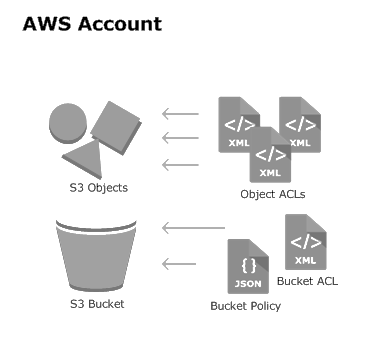 AWS Account
</>
XML
</>
XML
</>
XML
S3 Objects
Object ACLs
</>
XML
{ }
JSON
Bucket ACL
S3 Bucket
Bucket Policy